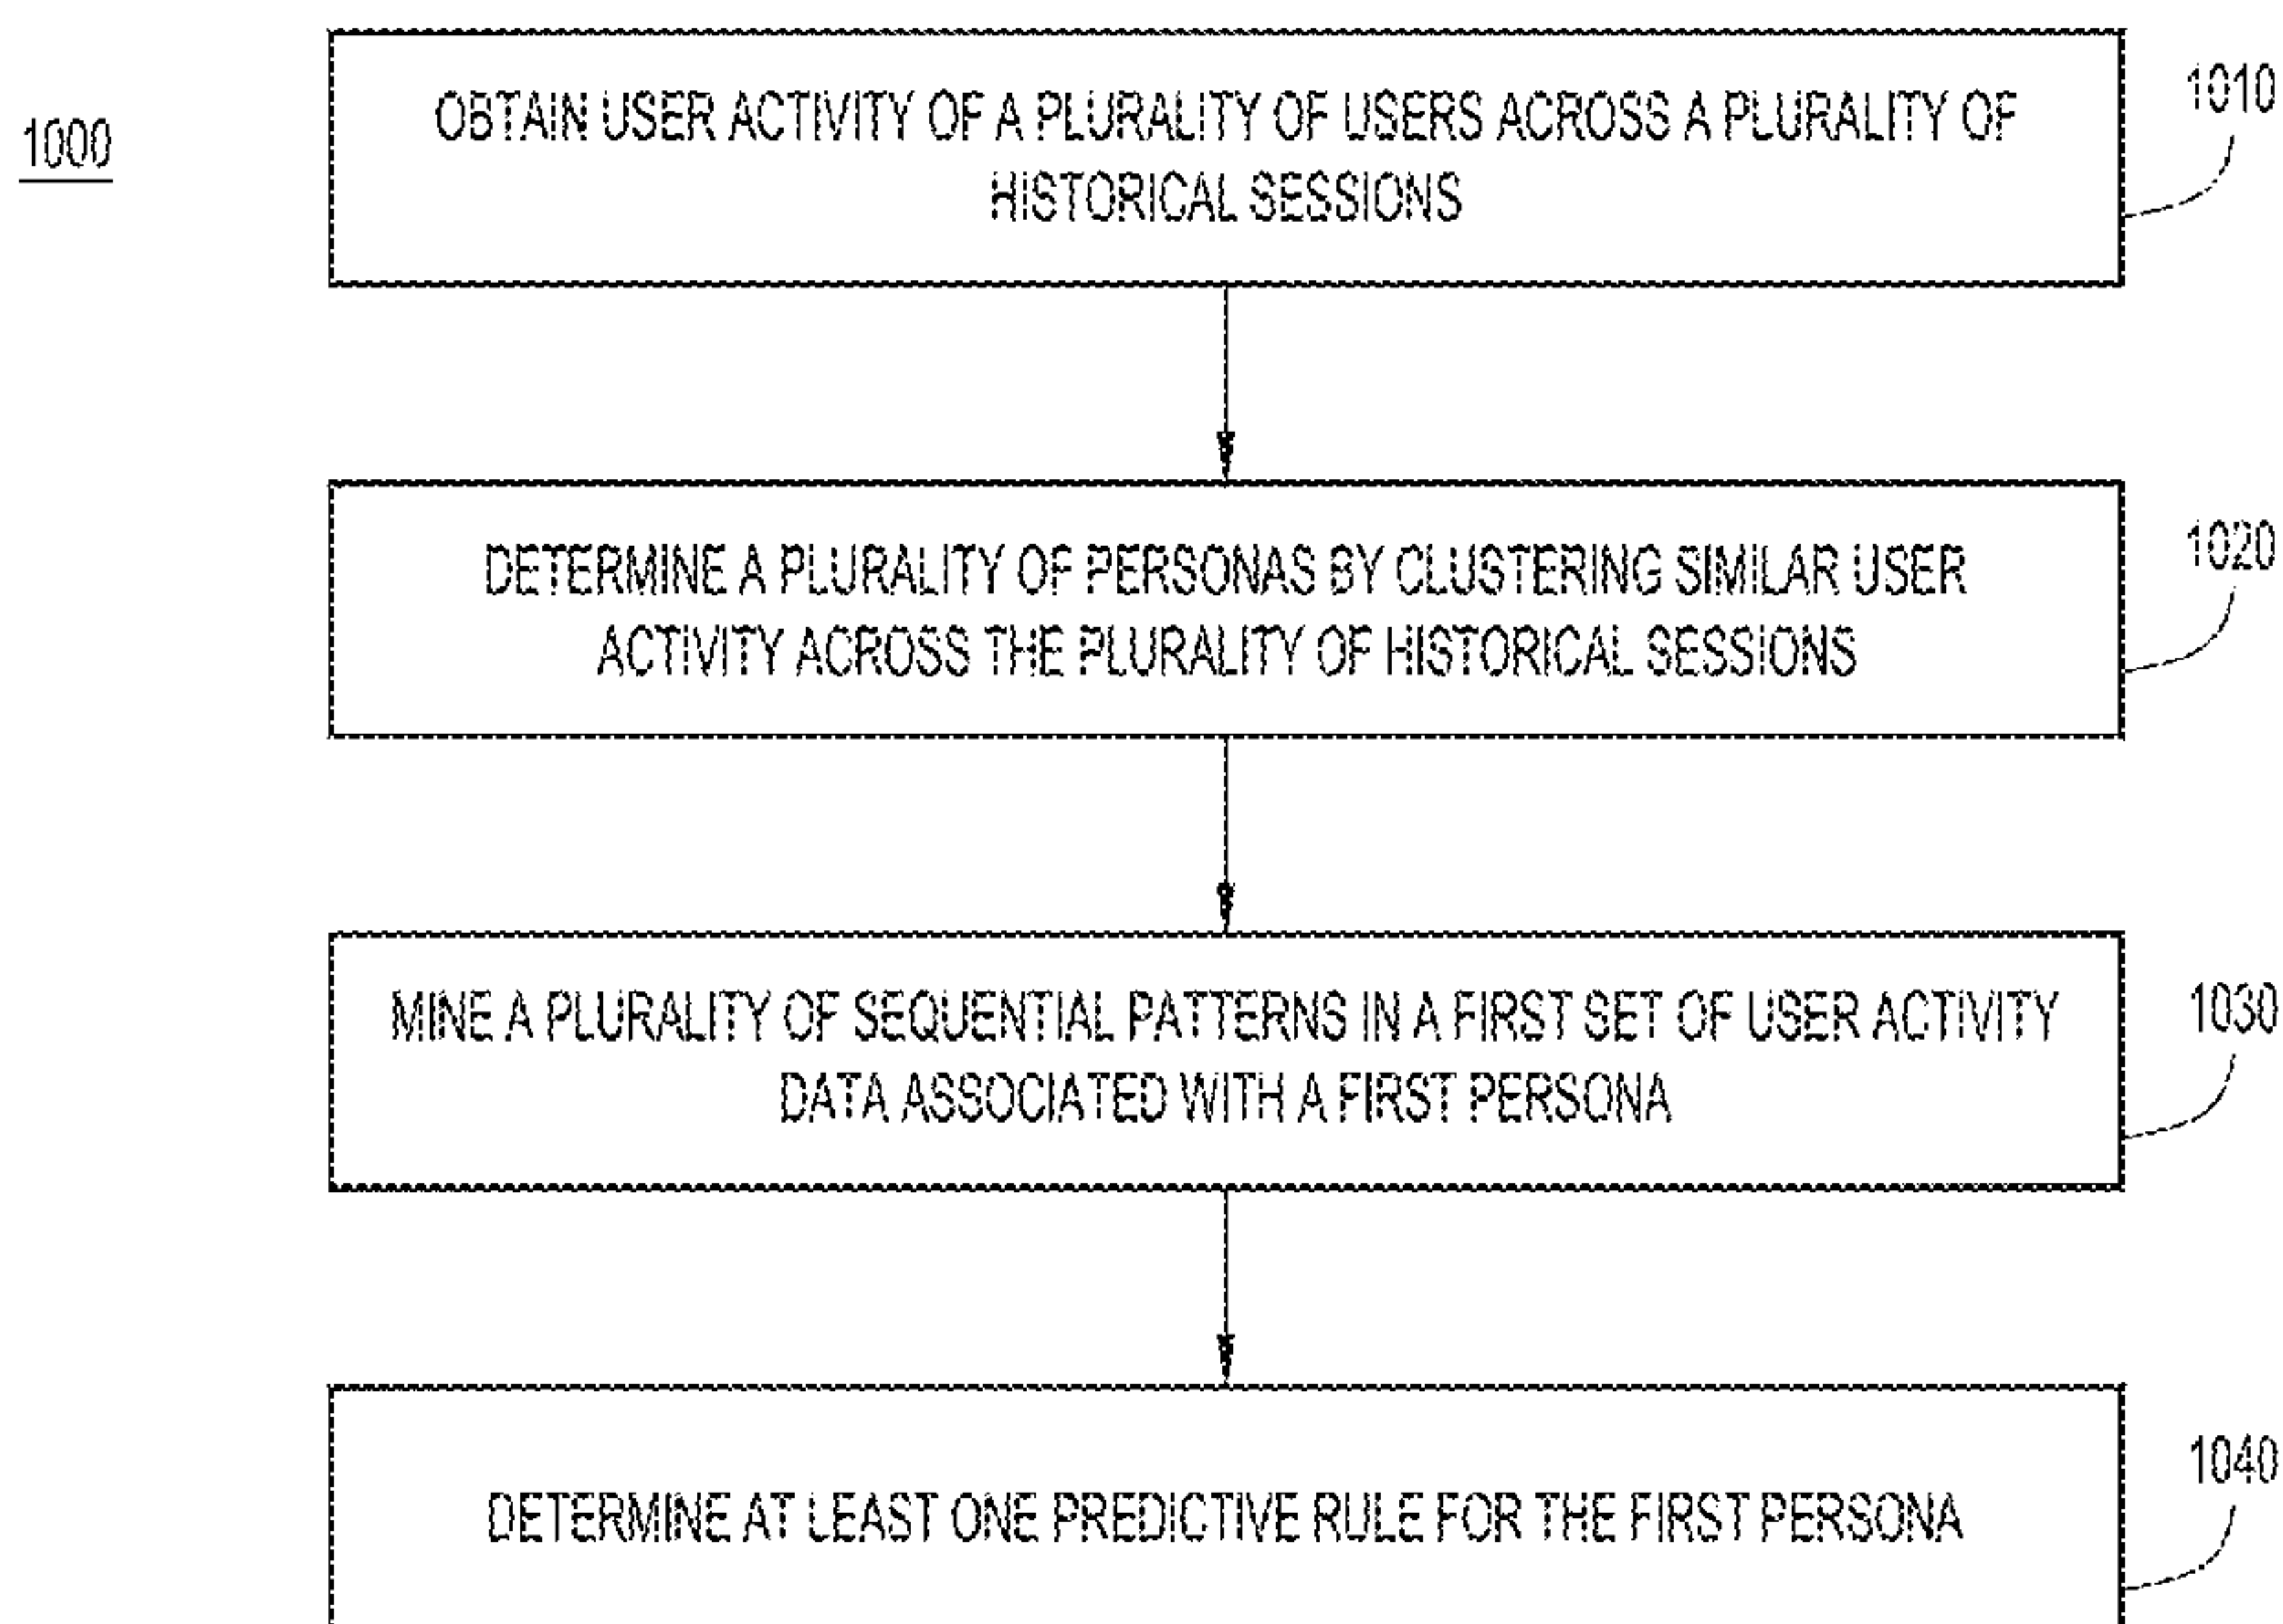 1000
OBTAIN USER ACTIVITY OF A PLURALITY OF USERS ACROSS A PLURALITY OF
HISTORICAL SESSIONS
1010
DETERMINE A PLURALITY OF PERSONAS BY CLUSTERING SIMILAR USER
ACTIVITY ACROSS THE PLURALITY OF HISTORICAL SESSIONS
1020
MINE A PLURALITY OF SEQUENTIAL PATTERNS IN A FIRST SET OF USER ACTIVITY
DATA ASSOCIATED WITH A FIRST PERSONA
1030
DETERMINE AT LEAST ONE PREDICTIVE RULE FOR THE FIRST PERSONA
1040